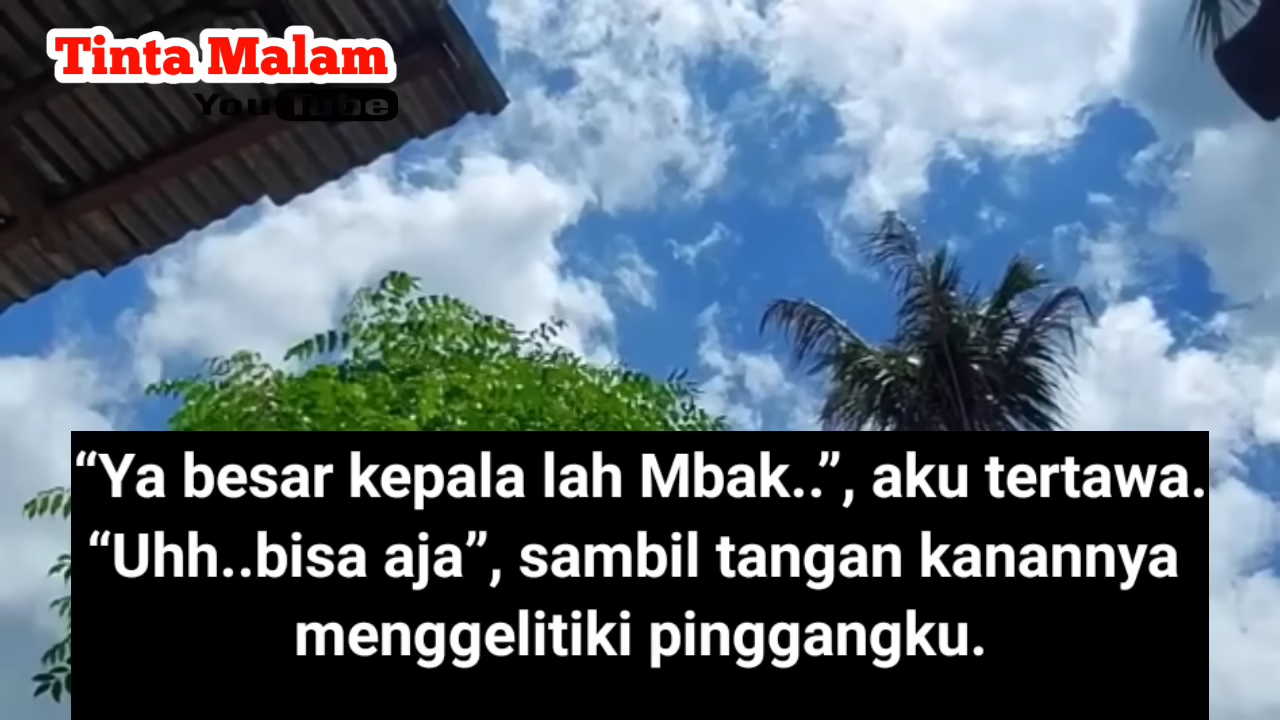 Tinta Malam
YouTube
“Ya besar kepala lah Mbak..”, aku tertawa.
“Uhh..bisa aja”, sambil tangan kanannya
menggelitiki pinggangku.